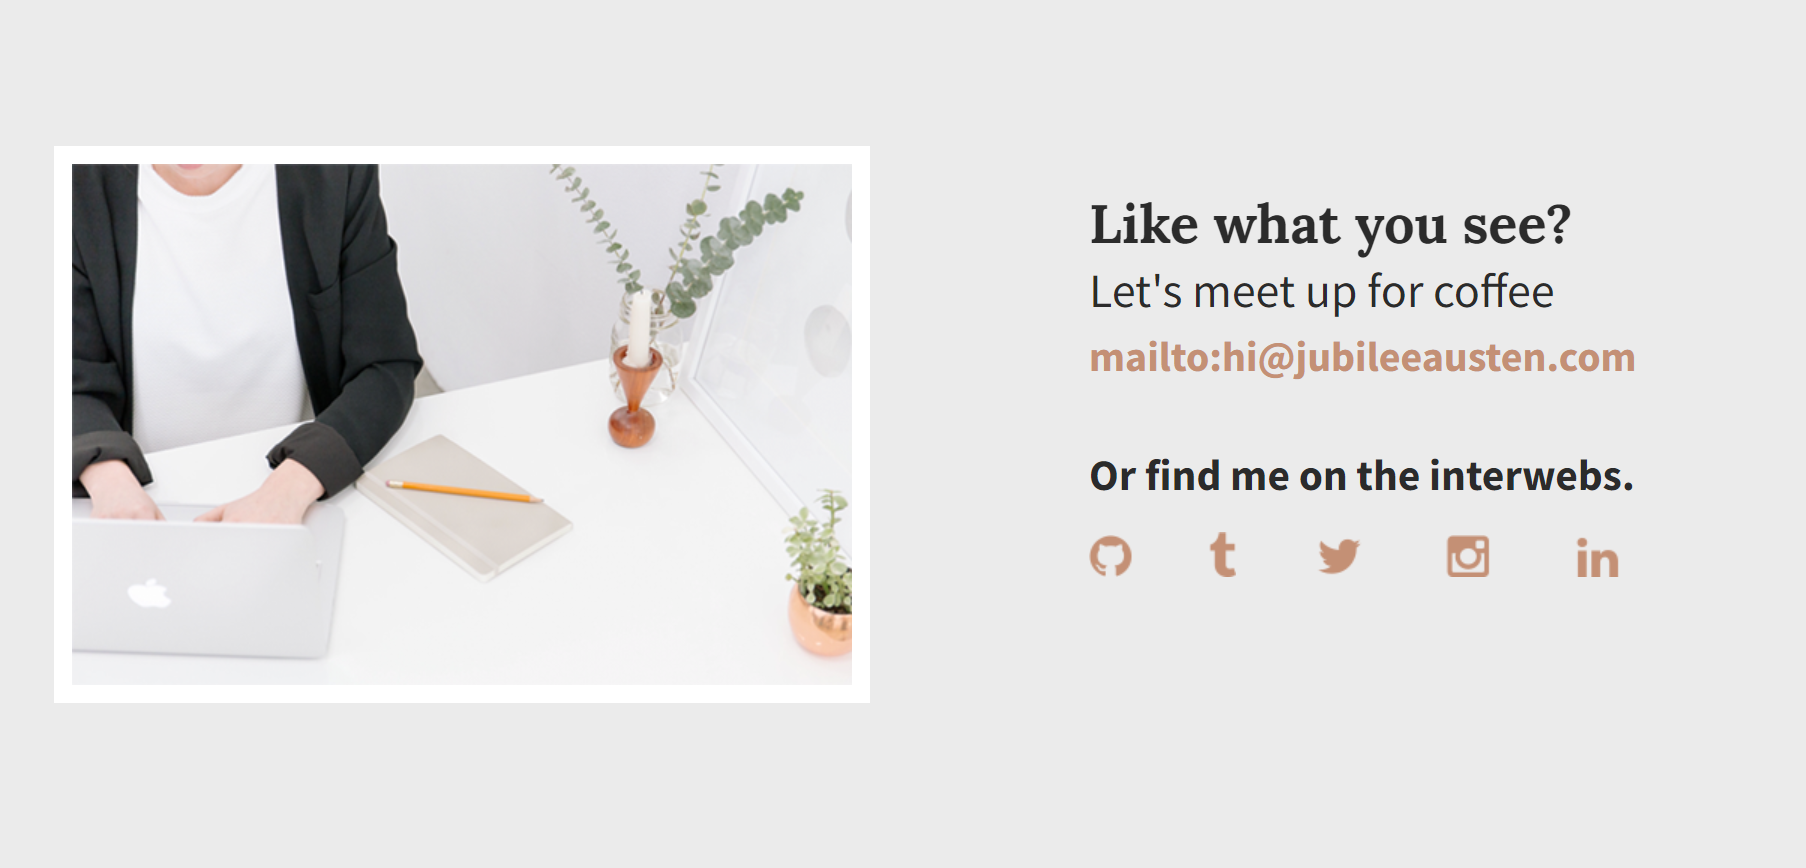 Like what you see?
Let's meet up for coffee
mailto:hi@jubileeausten.com
Or find me on the interwebs.